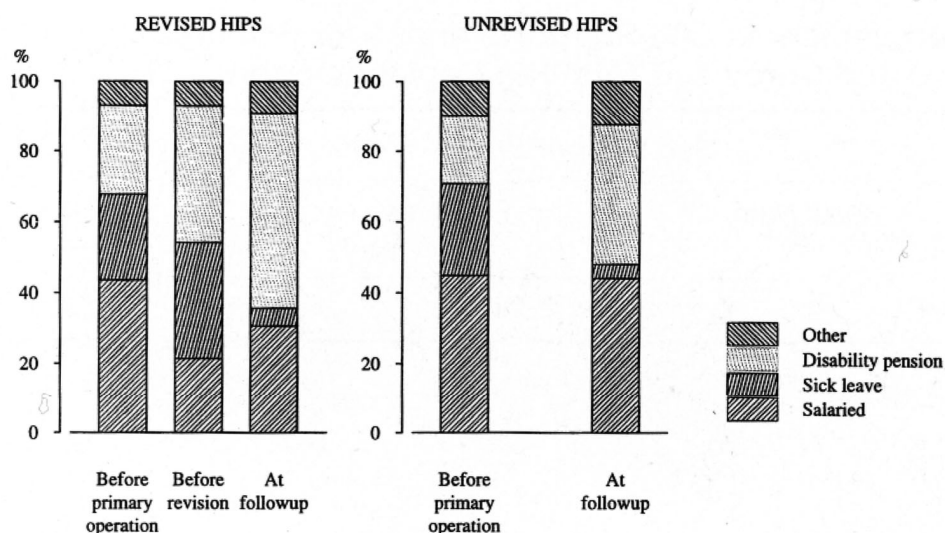 REVISED HIPS
%
100
80
60
40
20
0
Before primary operation
Before revision
At followup
UNREVISED HIPS
%
100
80
60
40
20
0
Before primary operation
At followup
Other
Disability pension
Sick leave
Salaried